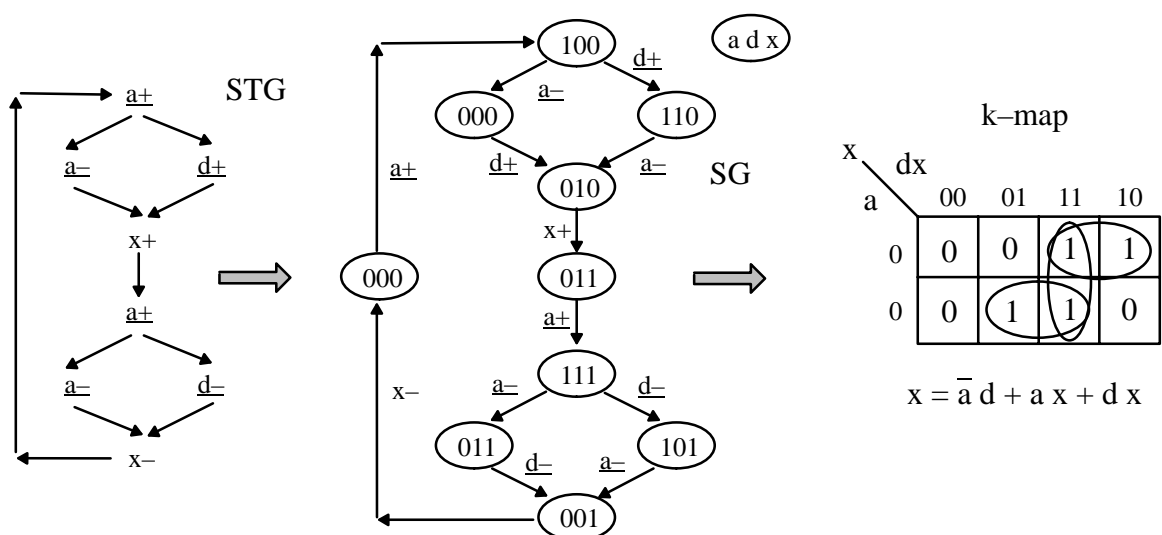 STG
a+
a– d+
x+
a+
a– d–
x–
a d x
SG
100
a– d+
000 110
d+ a–
010
x+
011
a+
111
a– d–
011 101
d– a–
001
x–
000
a+
k–map
x dx
a 00 01 11 10
0 0 0 1 1
0 0 1 1 0
x = a̅ d + a x + d x